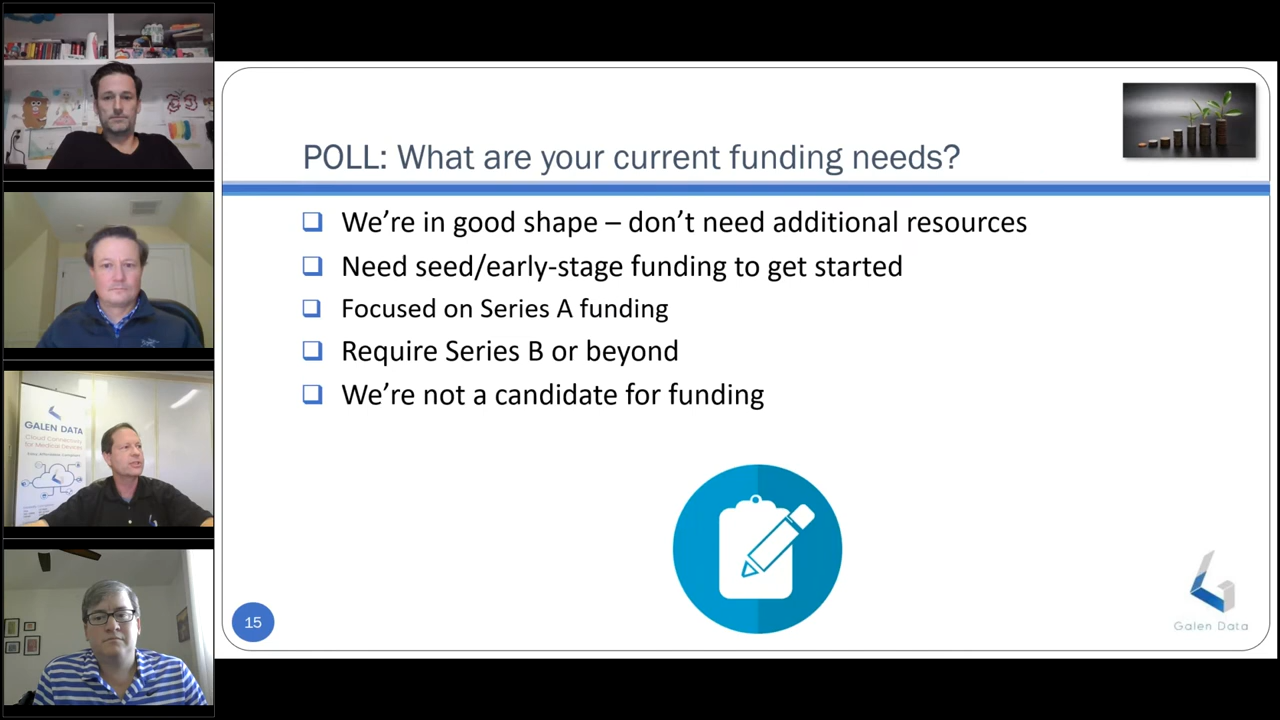 POLL: What are your current funding needs?
We're in good shape – don't need additional resources
Need seed/early-stage funding to get started
Focused on Series A funding
Require Series B or beyond
We're not a candidate for funding
15
Galen Data
GALEN DATA
Cloud Connectivity
for Medical Devices